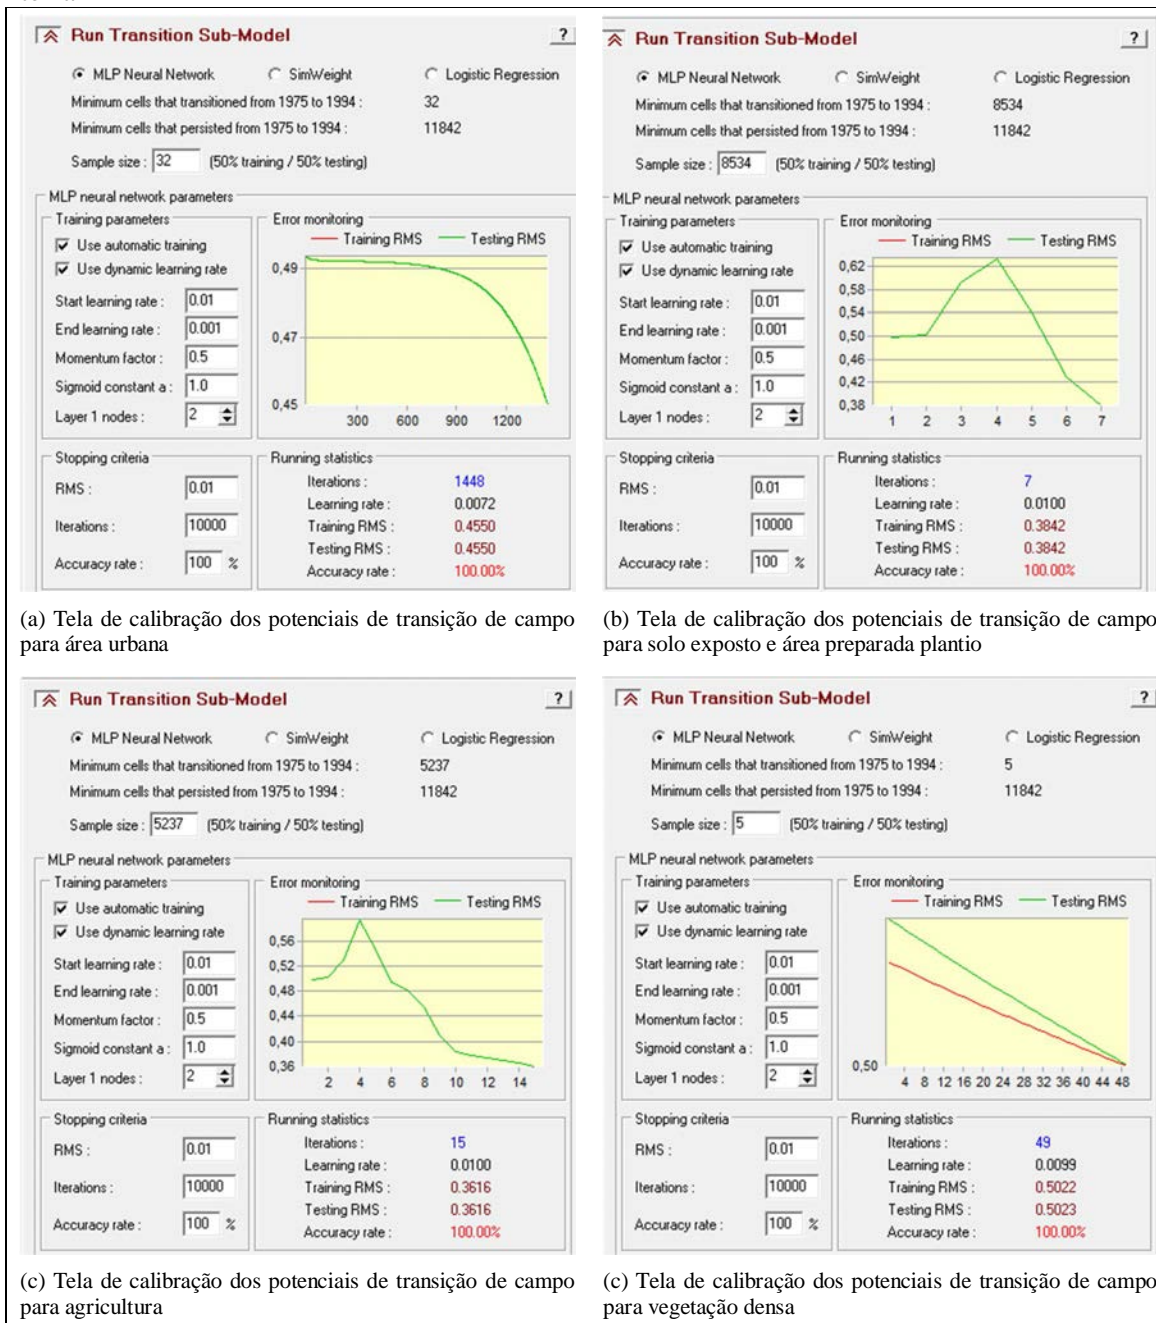 Run Transition Sub-Model ?
MLP Neural Network SimWeight Logistic Regression
Minimum cells that transitioned from 1975 to 1994 : 32
Minimum cells that persisted from 1975 to 1994 : 11842
Sample size : 32 (50% training / 50% testing)
MLP neural network parameters
Training parameters
Use automatic training
Use dynamic learning rate
Start learning rate : 0.01
End learning rate : 0.001
Momentum factor : 0.5
Sigmoid constant a : 1.0
Layer 1 nodes : 2
Error monitoring
Training RMS Testing RMS
0,49
0,47
0,45
300 600 900 1200
Stopping criteria
RMS : 0.01
Iterations : 10000
Accuracy rate : 100 %
Running statistics
Iterations : 1448
Learning rate : 0.0072
Training RMS : 0.4550
Testing RMS : 0.4550
Accuracy rate : 100.00%
(a) Tela de calibração dos potenciais de transição de campo
para área urbana
Run Transition Sub-Model ?
MLP Neural Network SimWeight Logistic Regression
Minimum cells that transitioned from 1975 to 1994 : 8534
Minimum cells that persisted from 1975 to 1994 : 11842
Sample size : 8534 (50% training / 50% testing)
MLP neural network parameters
Training parameters
Use automatic training
Use dynamic learning rate
Start learning rate : 0.01
End learning rate : 0.001
Momentum factor : 0.5
Sigmoid constant a : 1.0
Layer 1 nodes : 2
Error monitoring
Training RMS Testing RMS
0,62
0,58
0,54
0,50
0,46
0,42
0,38
1 2 3 4 5 6 7
Stopping criteria
RMS : 0.01
Iterations : 10000
Accuracy rate : 100 %
Running statistics
Iterations : 7
Learning rate : 0.0100
Training RMS : 0.3842
Testing RMS : 0.3842
Accuracy rate : 100.00%
(b) Tela de calibração dos potenciais de transição de campo
para solo exposto e área preparada plantio
Run Transition Sub-Model ?
MLP Neural Network SimWeight Logistic Regression
Minimum cells that transitioned from 1975 to 1994 : 5237
Minimum cells that persisted from 1975 to 1994 : 11842
Sample size : 5237 (50% training / 50% testing)
MLP neural network parameters
Training parameters
Use automatic training
Use dynamic learning rate
Start learning rate : 0.01
End learning rate : 0.001
Momentum factor : 0.5
Sigmoid constant a : 1.0
Layer 1 nodes : 2
Error monitoring
Training RMS Testing RMS
0,56
0,52
0,48
0,44
0,40
0,36
2 4 6 8 10 12 14
Stopping criteria
RMS : 0.01
Iterations : 10000
Accuracy rate : 100 %
Running statistics
Iterations : 15
Learning rate : 0.0100
Training RMS : 0.3616
Testing RMS : 0.3616
Accuracy rate : 100.00%
(c) Tela de calibração dos potenciais de transição de campo
para agricultura
Run Transition Sub-Model ?
MLP Neural Network SimWeight Logistic Regression
Minimum cells that transitioned from 1975 to 1994 : 5
Minimum cells that persisted from 1975 to 1994 : 11842
Sample size : 5 (50% training / 50% testing)
MLP neural network parameters
Training parameters
Use automatic training
Use dynamic learning rate
Start learning rate : 0.01
End learning rate : 0.001
Momentum factor : 0.5
Sigmoid constant a : 1.0
Layer 1 nodes : 2
Error monitoring
Training RMS Testing RMS
0,50
4 8 12 16 20 24 28 32 36 40 44 48
Stopping criteria
RMS : 0.01
Iterations : 10000
Accuracy rate : 100 %
Running statistics
Iterations : 49
Learning rate : 0.0099
Training RMS : 0.5022
Testing RMS : 0.5023
Accuracy rate : 100.00%
(c) Tela de calibração dos potenciais de transição de campo
para vegetação densa